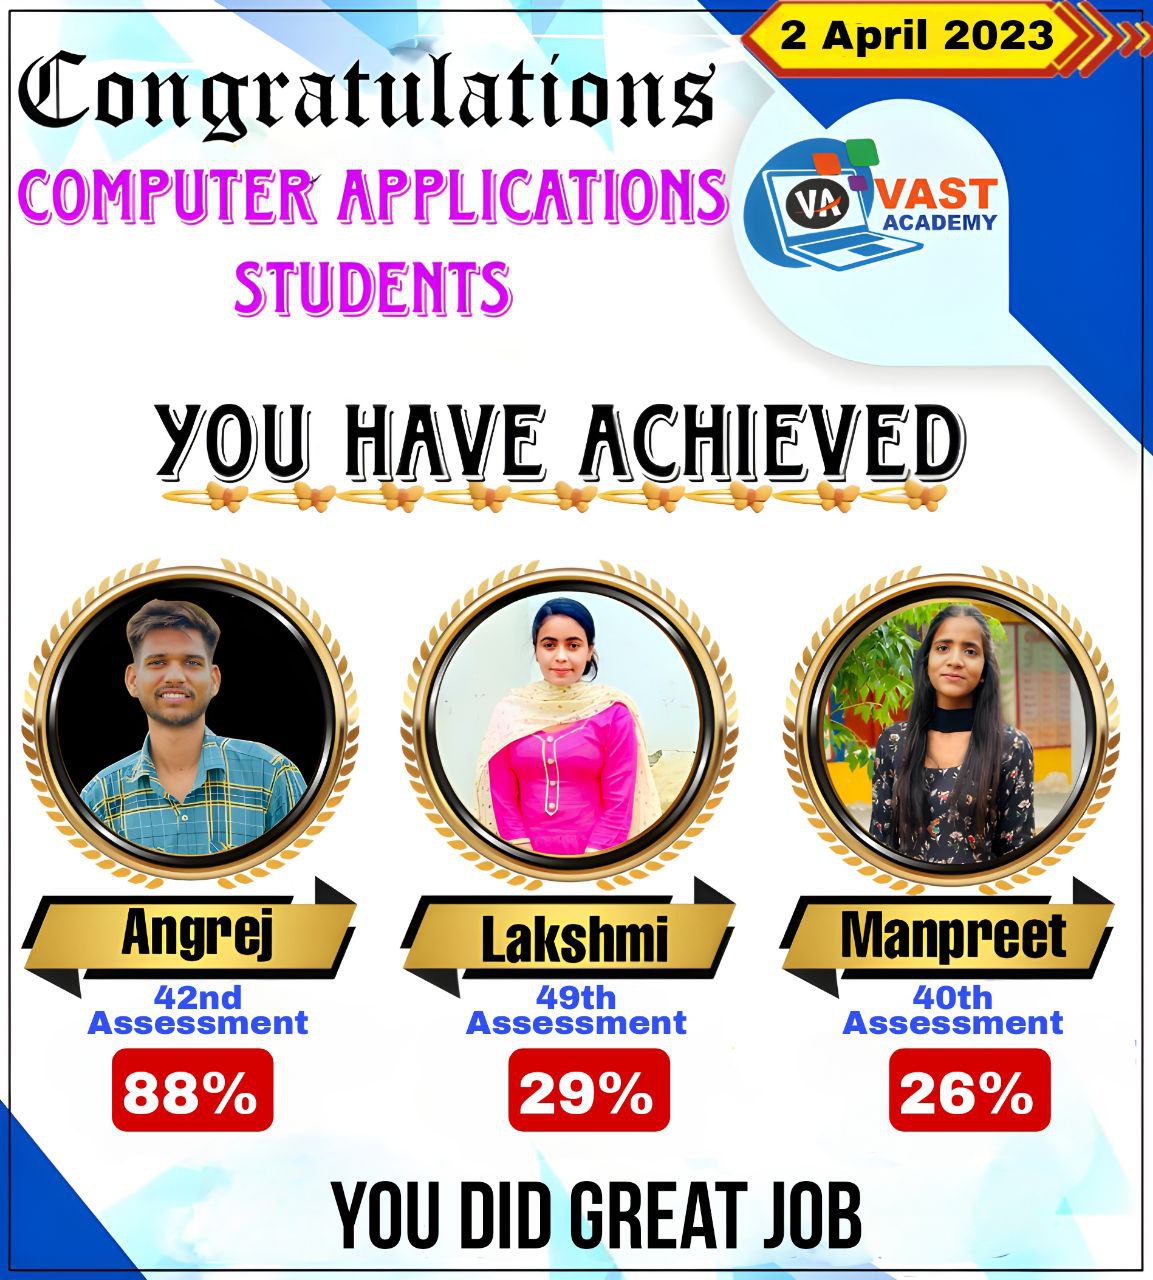 2 April 2023
Congratulations
COMPUTER APPLICATIONS
STUDENTS
VA
VAST
ACADEMY
YOU HAVE ACHIEVED
Angrej
42nd
Assessment
88%
Lakshmi
49th
Assessment
29%
Manpreet
40th
Assessment
26%
YOU DID GREAT JOB